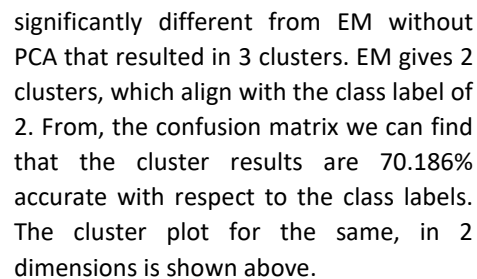 significantly different from EM without
PCA that resulted in 3 clusters. EM gives 2
clusters, which align with the class label of
2. From, the confusion matrix we can find
that the cluster results are 70.186%
accurate with respect to the class labels.
The cluster plot for the same, in 2
dimensions is shown above.